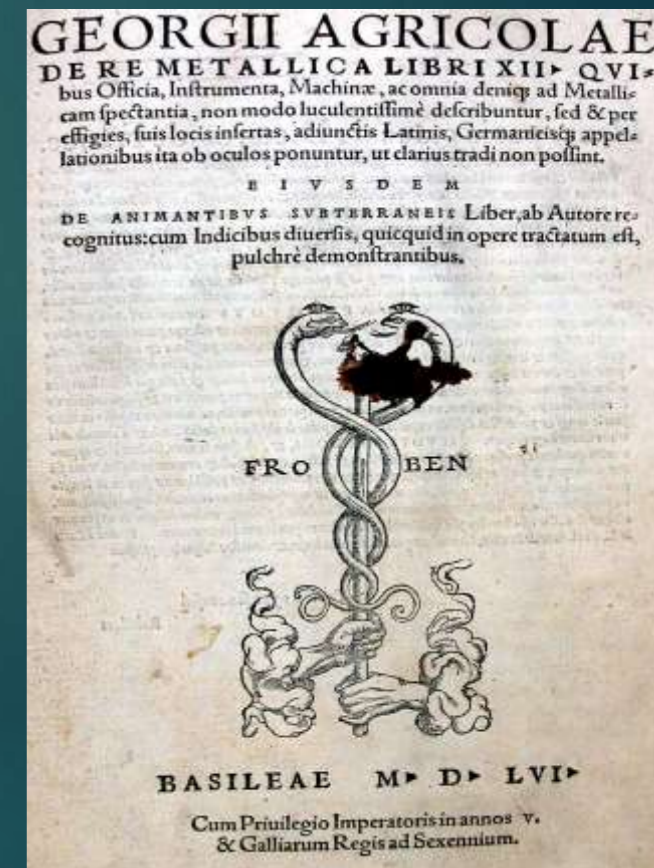 GEORGII AGRICOLAE
DE RE METALLICA LIBRI XII▸ QVI⸗
bus Officia, Inſtrumenta, Machinæ, ac omnia deniqꝫ ad Metalli⸗
cam ſpectantia, non modo luculentiſſimè deſcribuntur, ſed & per
effigies, ſuis locis inſertas, adiunctis Latinis, Germanicisqꝫ appel⸗
lationibus ita ob oculos ponuntur, ut clarius tradi non poſſint.
EIVSDEM
DE ANIMANTIBVS SVBTERRANEIS Liber, ab Autore re⸗
cognitus: cum Indicibus diuerſis, quicquid in opere tractatum eſt,
pulchrè demonſtrantibus.
FRO BEN
BASILEAE M▸ D▸ LVI▸
Cum Priuilegio Imperatoris in annos v.
& Galliarum Regis ad Sexennium.